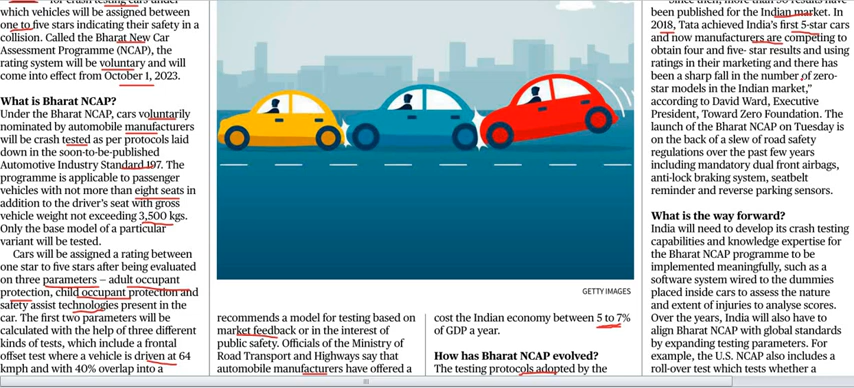 for crash testing cars under
which vehicles will be assigned between
one to five stars indicating their safety in a
collision. Called the Bharat New Car
Assessment Programme (NCAP), the
rating system will be voluntary and will
come into effect from October 1, 2023.
What is Bharat NCAP?
Under the Bharat NCAP, cars voluntarily
nominated by automobile manufacturers
will be crash tested as per protocols laid
down in the soon-to-be-published
Automotive Industry Standard 197. The
programme is applicable to passenger
vehicles with not more than eight seats in
addition to the driver's seat with gross
vehicle weight not exceeding 3,500 kgs.
Only the base model of a particular
variant will be tested.
Cars will be assigned a rating between
one star to five stars after being evaluated
on three parameters – adult occupant
protection, child occupant protection and
safety assist technologies present in the
car. The first two parameters will be
calculated with the help of three different
kinds of tests, which include a frontal
offset test where a vehicle is driven at 64
kmph and with 40% overlap into a
GETTY IMAGES
recommends a model for testing based on
market feedback or in the interest of
public safety. Officials of the Ministry of
Road Transport and Highways say that
automobile manufacturers have offered a
cost the Indian economy between 5 to 7%
of GDP a year.
How has Bharat NCAP evolved?
The testing protocols adopted by the
Since then, more than 50 results have
been published for the Indian market. In
2018, Tata achieved India's first 5-star cars
and now manufacturers are competing to
obtain four and five- star results and using
ratings in their marketing and there has
been a sharp fall in the number of zero-
star models in the Indian market,"
according to David Ward, Executive
President, Toward Zero Foundation. The
launch of the Bharat NCAP on Tuesday is
on the back of a slew of road safety
regulations over the past few years
including mandatory dual front airbags,
anti-lock braking system, seatbelt
reminder and reverse parking sensors.
What is the way forward?
India will need to develop its crash testing
capabilities and knowledge expertise for
the Bharat NCAP programme to be
implemented meaningfully, such as a
software system wired to the dummies
placed inside cars to assess the nature
and extent of injuries to analyse scores.
Over the years, India will also have to
align Bharat NCAP with global standards
by expanding testing parameters. For
example, the U.S. NCAP also includes a
roll-over test which tests whether a